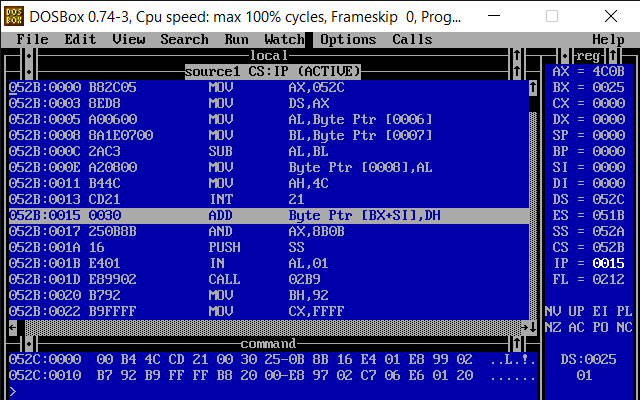 DOSBox 0.74-3, Cpu speed: max 100% cycles, Frameskip 0, Prog...
File Edit View Search Run Watch Options Calls Help
local
source1 CS:IP (ACTIVE)
052B:0000 B82C05 MOV AX,052C
052B:0003 8ED8 MOV DS,AX
052B:0005 A00600 MOV AL,Byte Ptr [0006]
052B:0008 8A1E0700 MOV BL,Byte Ptr [0007]
052B:000C 2AC3 SUB AL,BL
052B:000E A20800 MOV Byte Ptr [0008],AL
052B:0011 B44C MOV AH,4C
052B:0013 CD21 INT 21
052B:0015 0030 ADD Byte Ptr [BX+SI],DH
052B:0017 250B8B AND AX,8B0B
052B:001A 16 PUSH SS
052B:001B E401 IN AL,01
052B:001D E89902 CALL 02B9
052B:0020 B792 MOV BH,92
052B:0022 B9FFFF MOV CX,FFFF
command
052C:0000 00 B4 4C CD 21 00 30 25-0B 8B 16 E4 01 E8 99 02 ..L.!.
052C:0010 B7 92 B9 FF FF B8 20 00-E8 97 02 C7 06 E6 01 20 ......
>
reg
AX = 4C0B
BX = 0025
CX = 0000
DX = 0000
SP = 0000
BP = 0000
SI = 0000
DI = 0000
DS = 052C
ES = 051B
SS = 052A
CS = 052B
IP = 0015
FL = 0212
NV UP EI PL
NZ AC PO NC
DS:0025
01